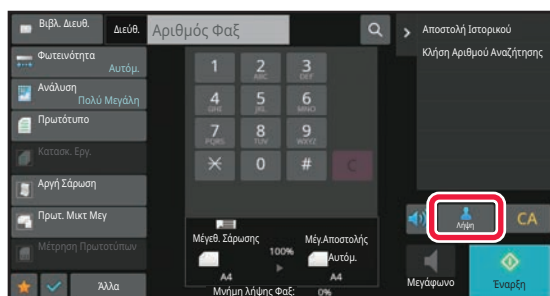 Βιβλ. Διευθ.
Διεύθ.
Αριθμός Φαξ
Αποστολή Ιστορικού
Κλήση Αριθμού Αναζήτησης
Φωτεινότητα
Αυτόμ.
Ανάλυση
Πολύ Μεγάλη
Πρωτότυπο
Κατασκ. Εργ.
Αργή Σάρωση
Πρωτ. Μικτ Μεγ
Μέτρηση Πρωτοτύπων
Άλλα
1 2 ABC 3 DEF
4 GHI 5 JKL 6 MNO
7 PQRS 8 TUV 9 WXYZ
0 # C
Μέγεθ. Σάρωσης
Μέγ.Αποστολής
100%
Αυτόμ.
A4
A4
Μνήμη λήψης Φαξ: 0%
Λήψη
CA
Μεγάφωνο
Έναρξη